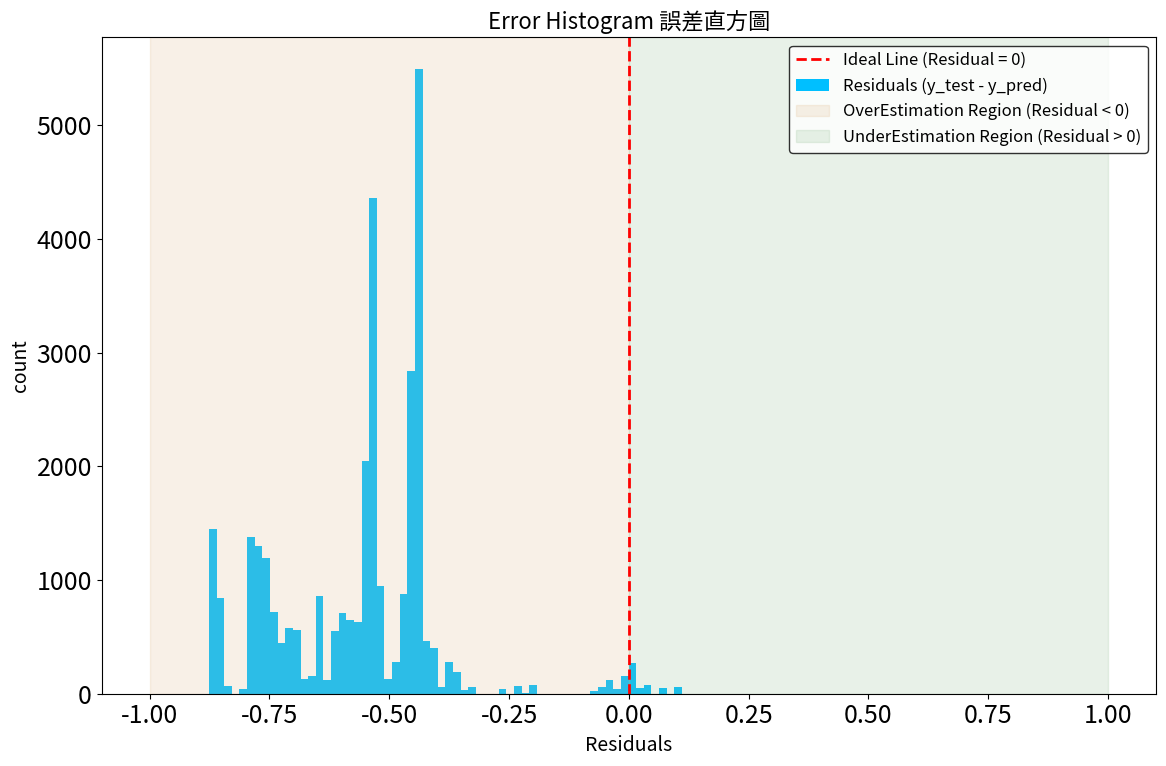 Error Histogram 誤差直方圖
Ideal Line (Residual = 0)
Residuals (y_test - y_pred)
OverEstimation Region (Residual < 0)
UnderEstimation Region (Residual > 0)
count
5000
4000
3000
2000
1000
0
-1.00 -0.75 -0.50 -0.25 0.00 0.25 0.50 0.75 1.00
Residuals